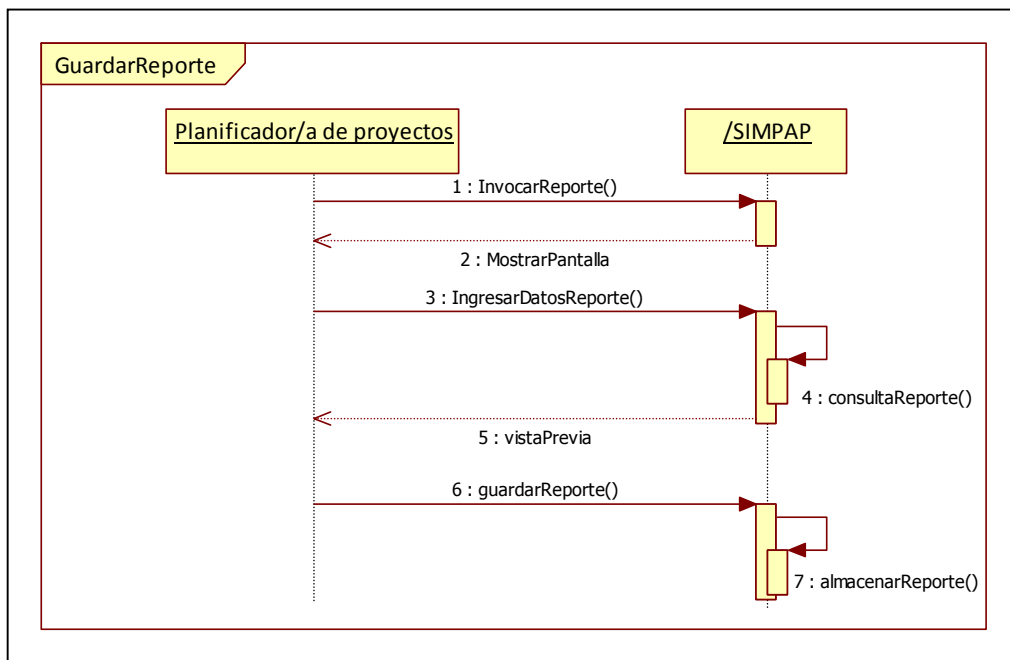 GuardarReporte
Planificador/a de proyectos
/SIMPAP
1 : InvocarReporte()
2 : MostrarPantalla
3 : IngresarDatosReporte()
4 : consultaReporte()
5 : vistaPrevia
6 : guardarReporte()
7 : almacenarReporte()